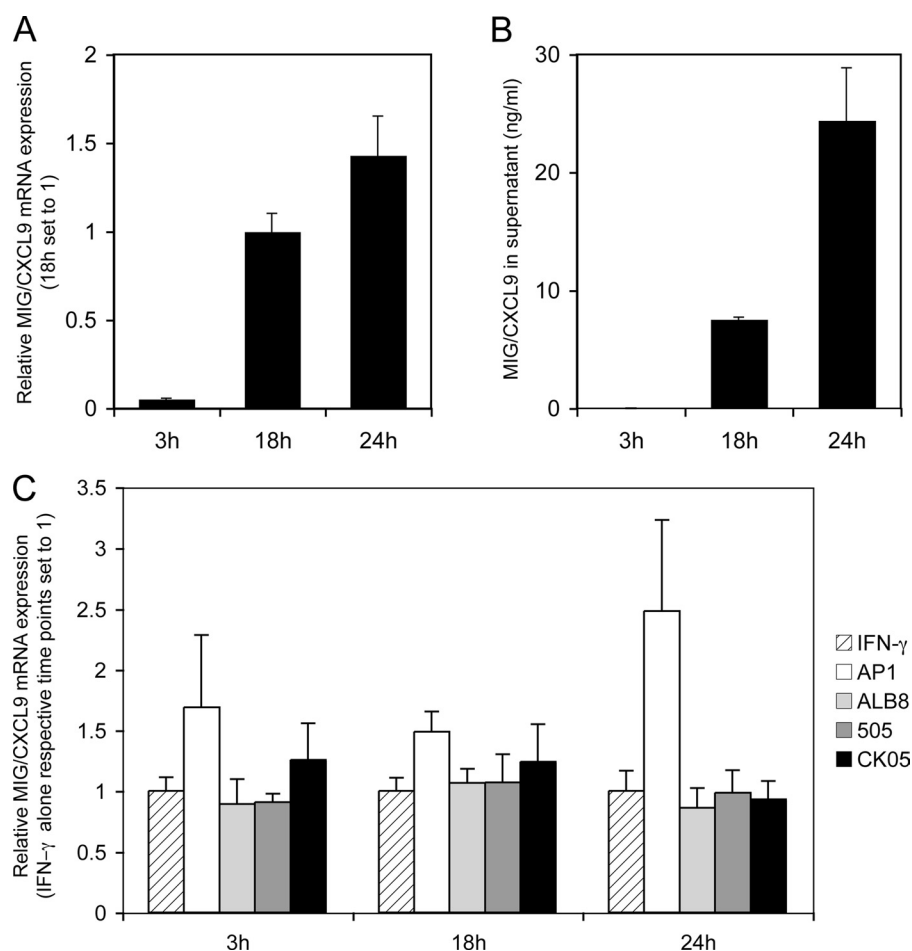 A
Relative MIG/CXCL9 mRNA expression
(18h set to 1)
2
1.5
1
0.5
0
3h 18h 24h
B
MIG/CXCL9 in supernatant (ng/ml)
30
20
10
0
3h 18h 24h
C
Relative MIG/CXCL9 mRNA expression
(IFN-γ alone respective time points set to 1)
3.5
3
2.5
2
1.5
1
0.5
0
3h 18h 24h
IFN-γ
AP1
ALB8
505
CK05